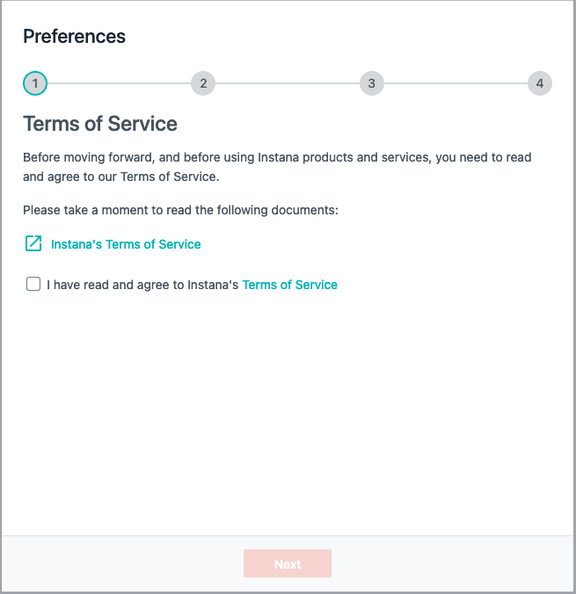 Preferences
1 2 3 4
Terms of Service
Before moving forward, and before using Instana products and services, you need to read
and agree to our Terms of Service.
Please take a moment to read the following documents:
Instana's Terms of Service
I have read and agree to Instana's Terms of Service
Next